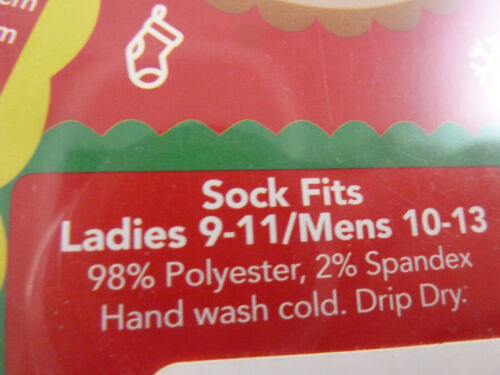 Sock Fits
Ladies 9-11/Mens 10-13
98% Polyester, 2% Spandex
Hand wash cold. Drip Dry.